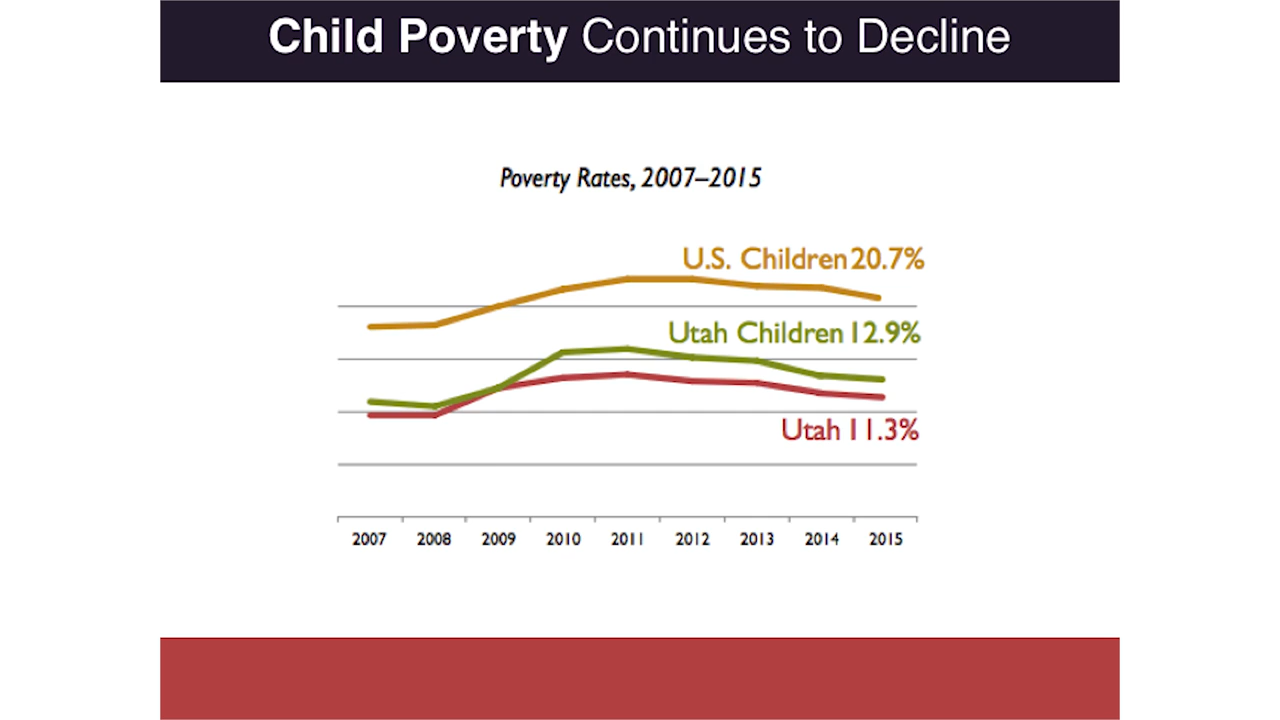 Child Poverty Continues to Decline
Poverty Rates, 2007–2015
U.S. Children 20.7%
Utah Children 12.9%
Utah 11.3%
2007 2008 2009 2010 2011 2012 2013 2014 2015